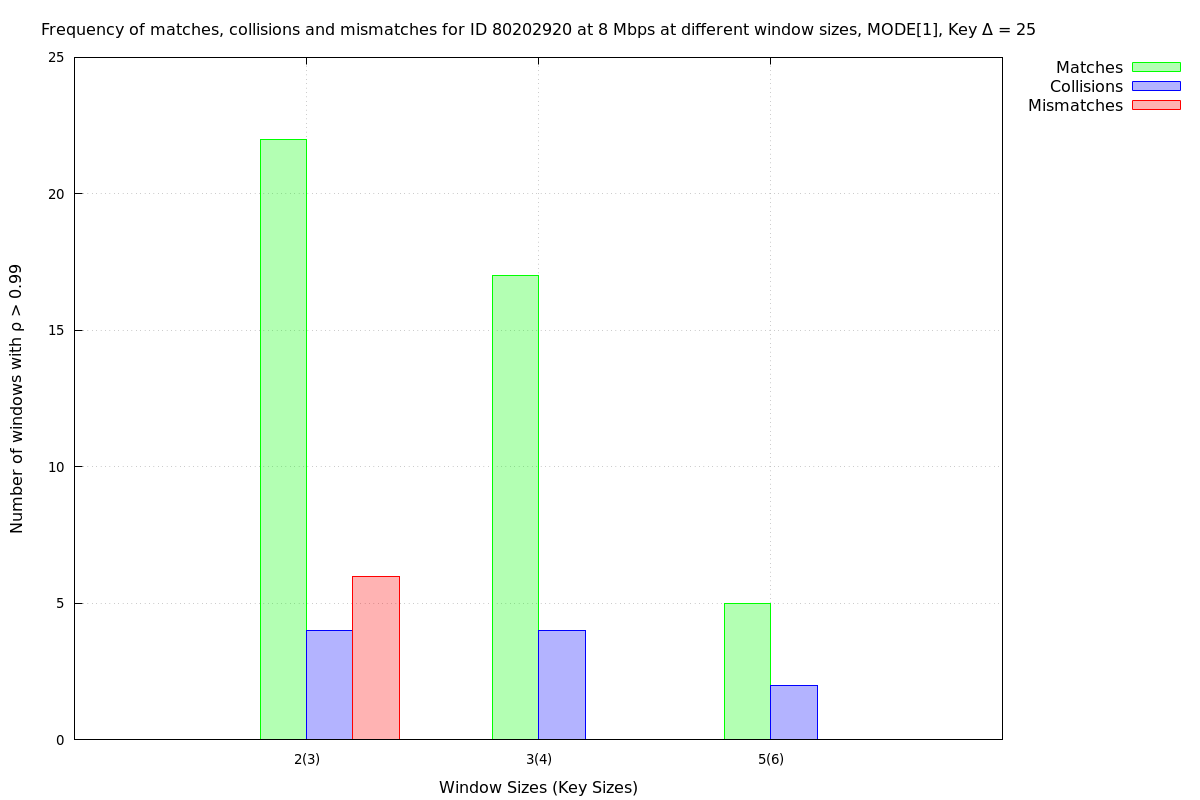 Frequency of matches, collisions and mismatches for ID 80202920 at 8 Mbps at different window sizes, MODE[1], Key Δ = 25
Matches
Collisions
Mismatches
Number of windows with ρ > 0.99
25
20
15
10
5
0
2(3)
3(4)
5(6)
Window Sizes (Key Sizes)